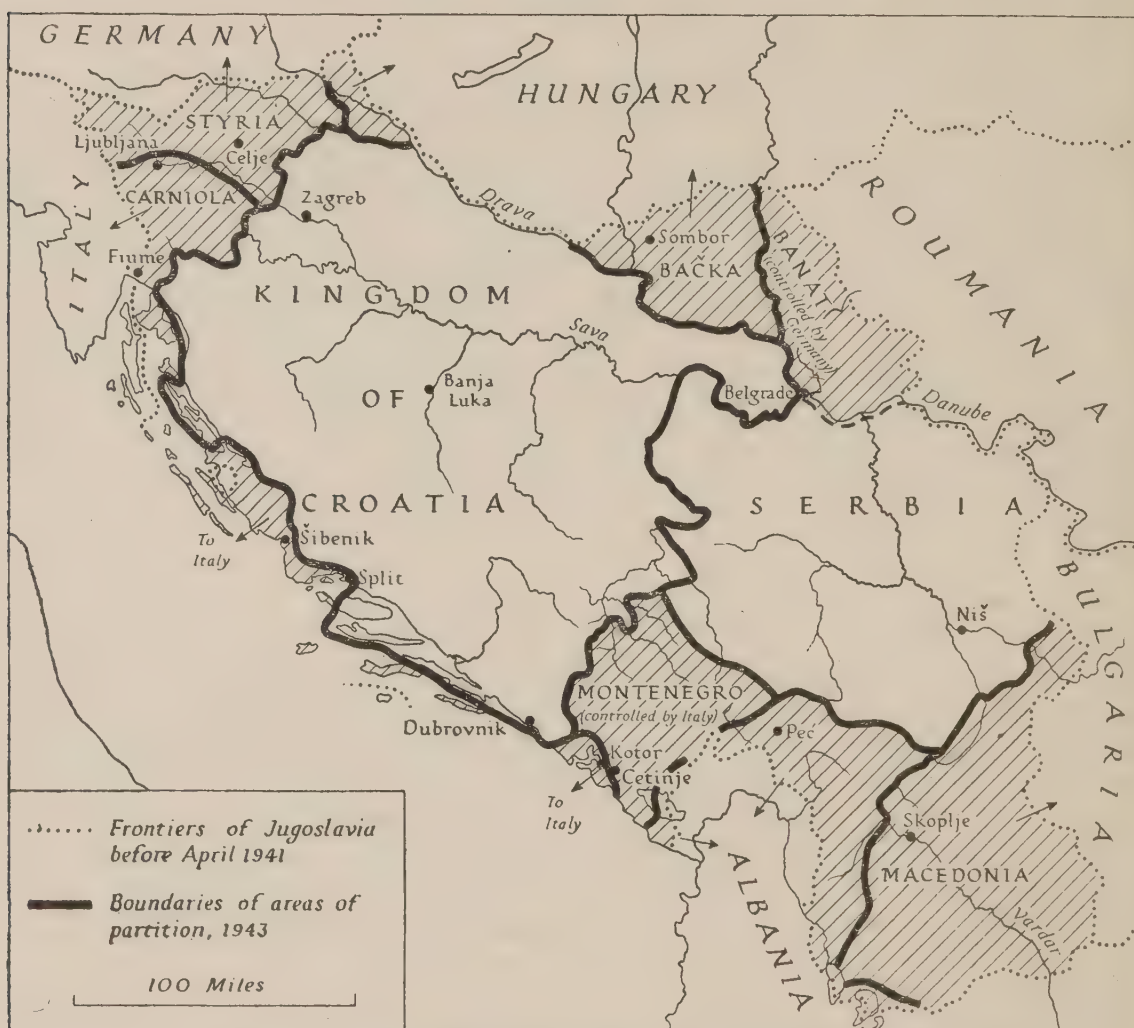 GERMANY
HUNGARY
STYRIA
Ljubljana
Celje
CARNIOLA
ITALY
Zagreb
Drava
Fiume
Sombor
BAČKA
BANAT
(controlled by
Germany)
ROUMANIA
KINGDOM
OF
CROATIA
Sava
Banja
Luka
Belgrade
Danube
SERBIA
BULGARIA
To
Italy
Šibenik
Split
Niš
MONTENEGRO
(controlled by Italy)
Dubrovnik
Peć
Kotor
Cetinje
To
Italy
ALBANIA
Skoplje
MACEDONIA
Vardar
Frontiers of Jugoslavia
before April 1941
Boundaries of areas of
partition, 1943
100 Miles